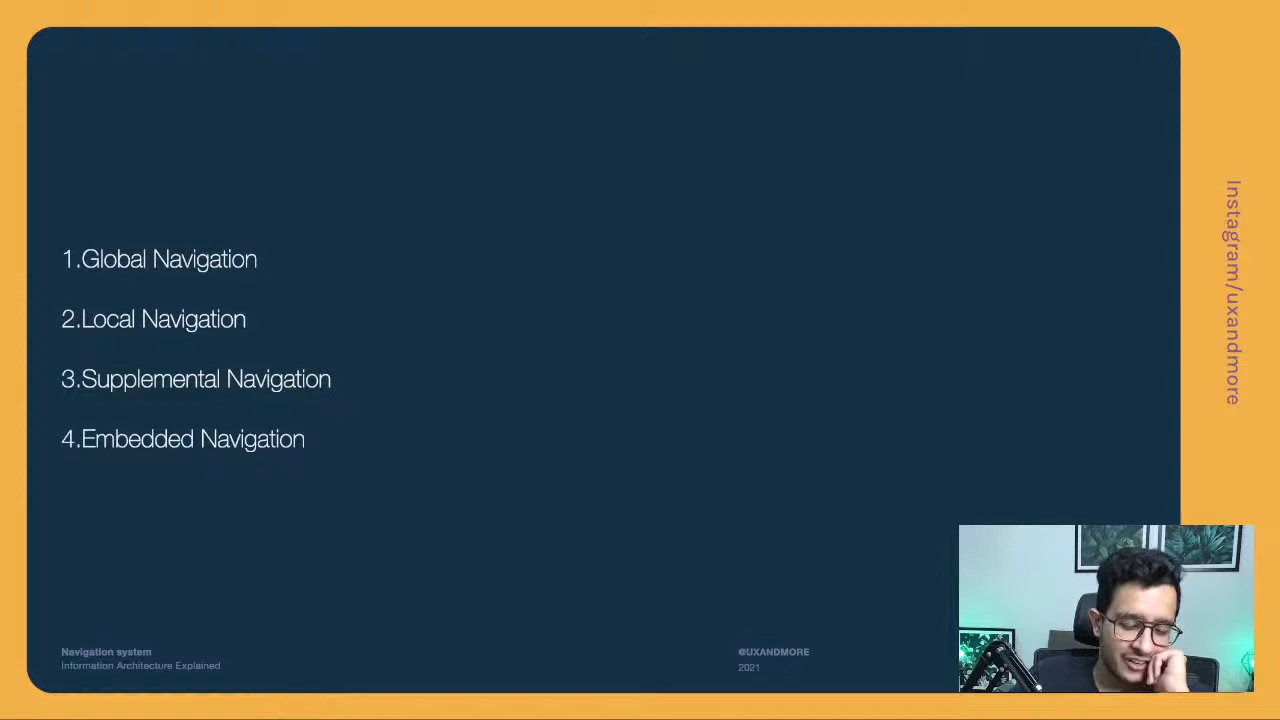 1.Global Navigation
2.Local Navigation
3.Supplemental Navigation
4.Embedded Navigation
Navigation system
Information Architecture Explained
@UXANDMORE
2021
Instagram/uxandmore